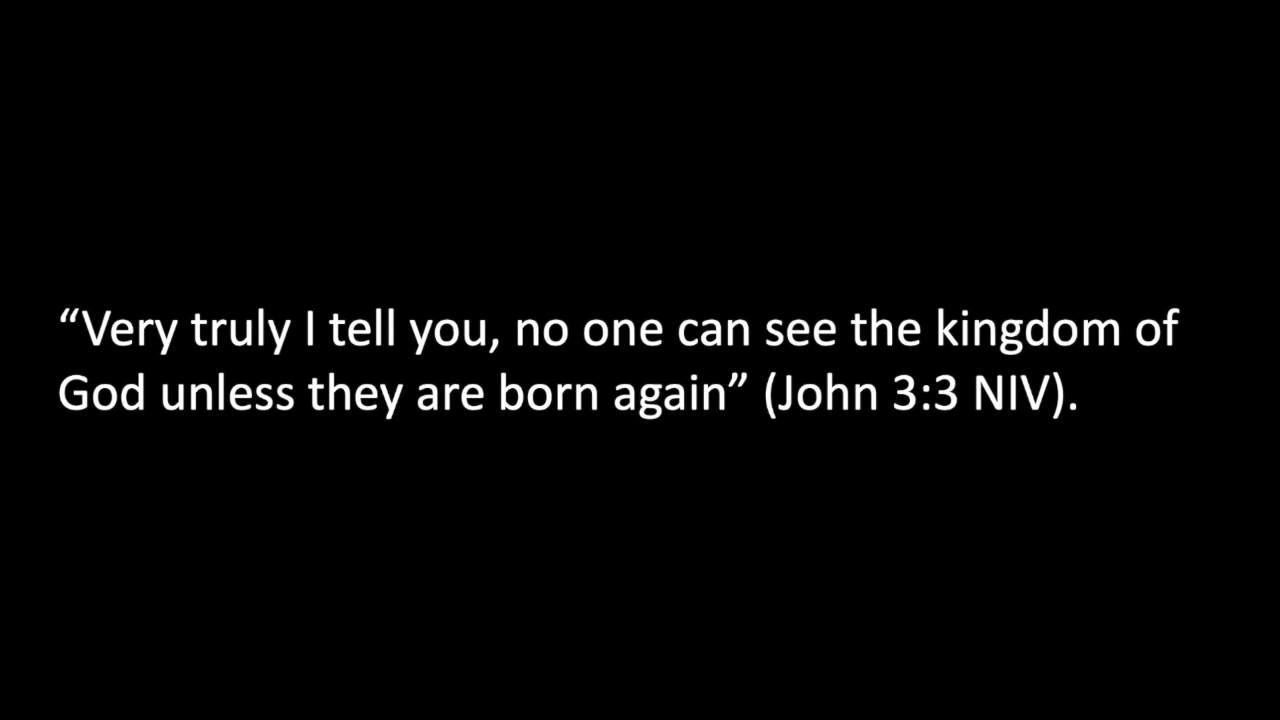 “Very truly I tell you, no one can see the kingdom of
God unless they are born again” (John 3:3 NIV).